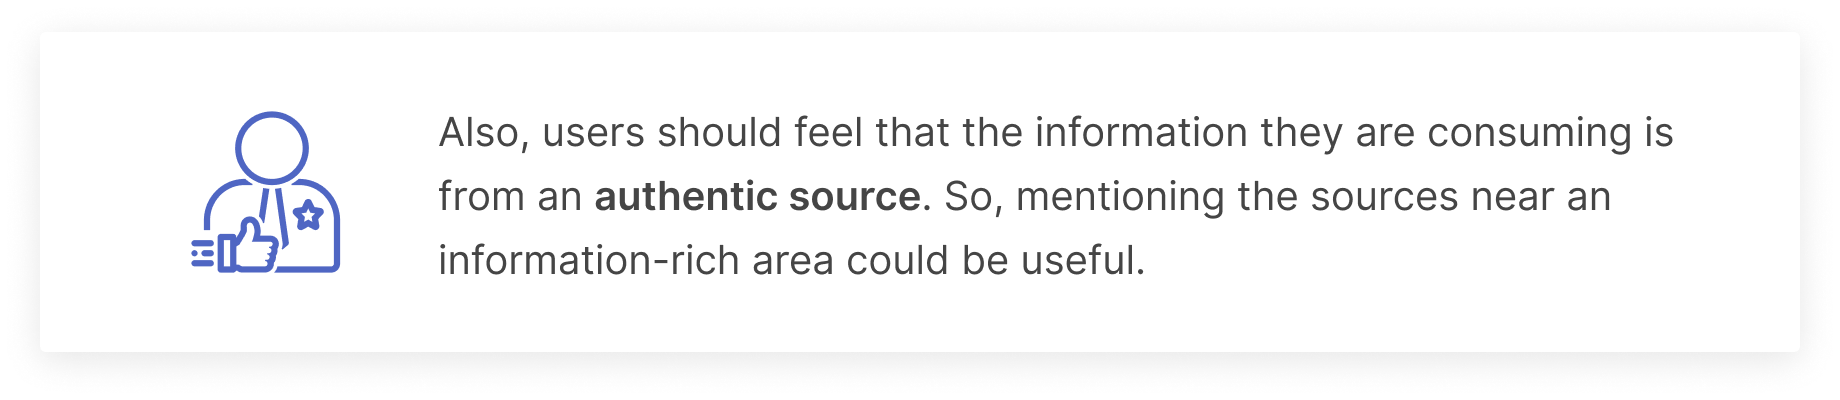 Also, users should feel that the information they are consuming is
from an authentic source. So, mentioning the sources near an
information-rich area could be useful.